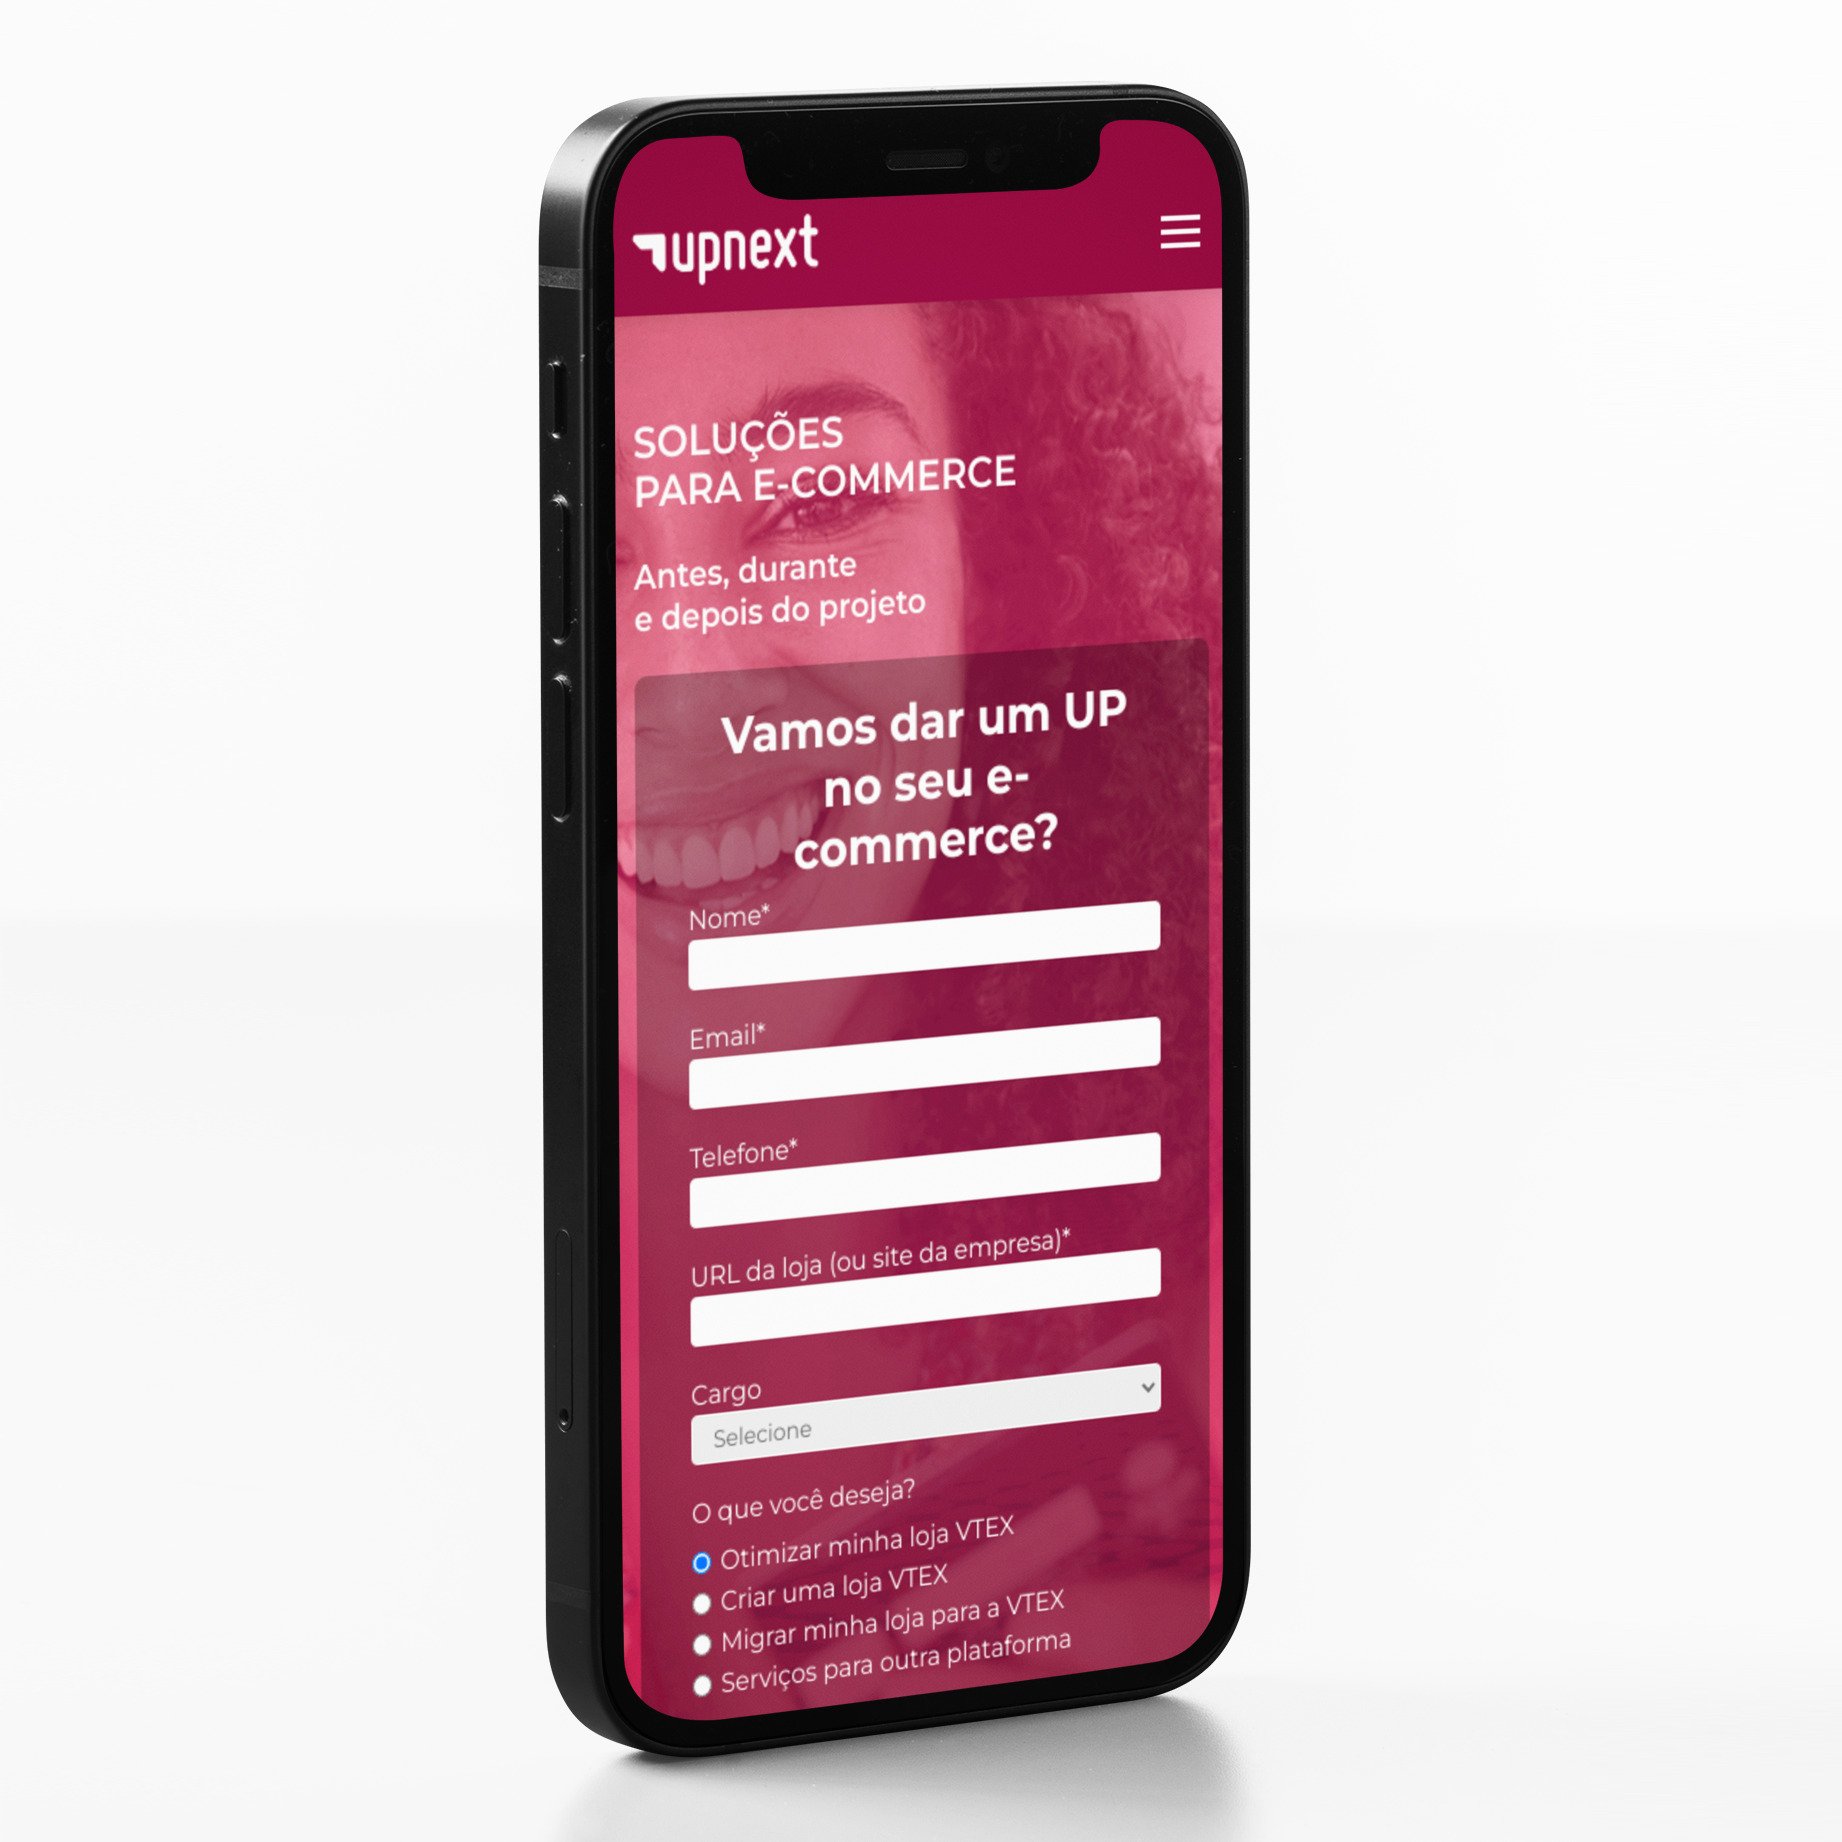 upnext
SOLUÇÕES
PARA E-COMMERCE
Antes, durante
e depois do projeto
Vamos dar um UP
no seu e-
commerce?
Nome*
Email*
Telefone*
URL da loja (ou site da empresa)*
Cargo
Selecione
O que você deseja?
Otimizar minha loja VTEX
Criar uma loja VTEX
Migrar minha loja para a VTEX
Serviços para outra plataforma